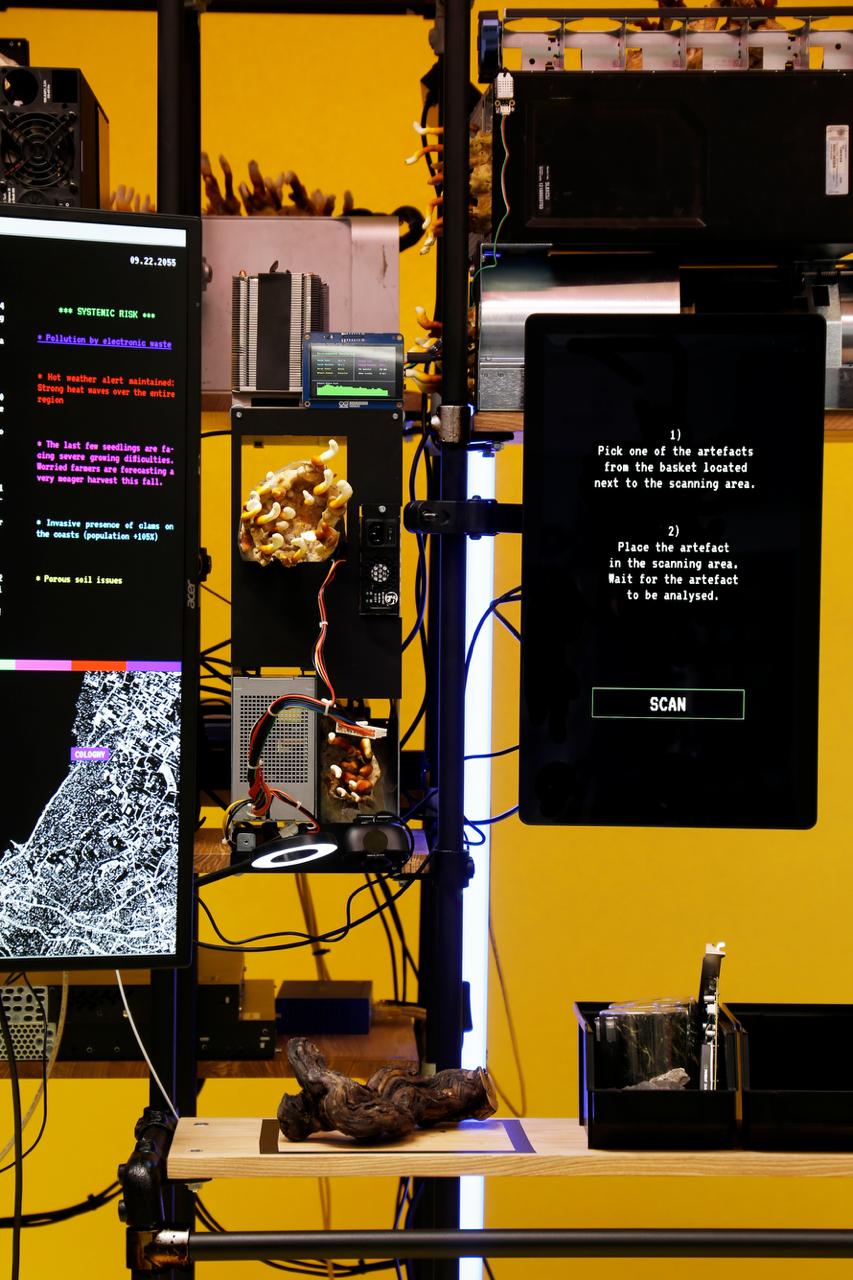 1)
Pick one of the artefacts
from the basket located
next to the scanning area.
2)
Place the artefact
in the scanning area.
Wait for the artefact
to be analysed.
SCAN
acer
09.22.2055
*** SYSTEMIC RISK ***
* Pollution by electronic waste
* Hot weather alert maintained:
Strong heat waves over the entire
region
* The last few seedlings are fa-
cing severe growing difficulties.
Worried farmers are forecasting a
very meager harvest this fall.
* Invasive presence of clams on
the coasts (population +105%)
* Porous soil issues
COLOMBY